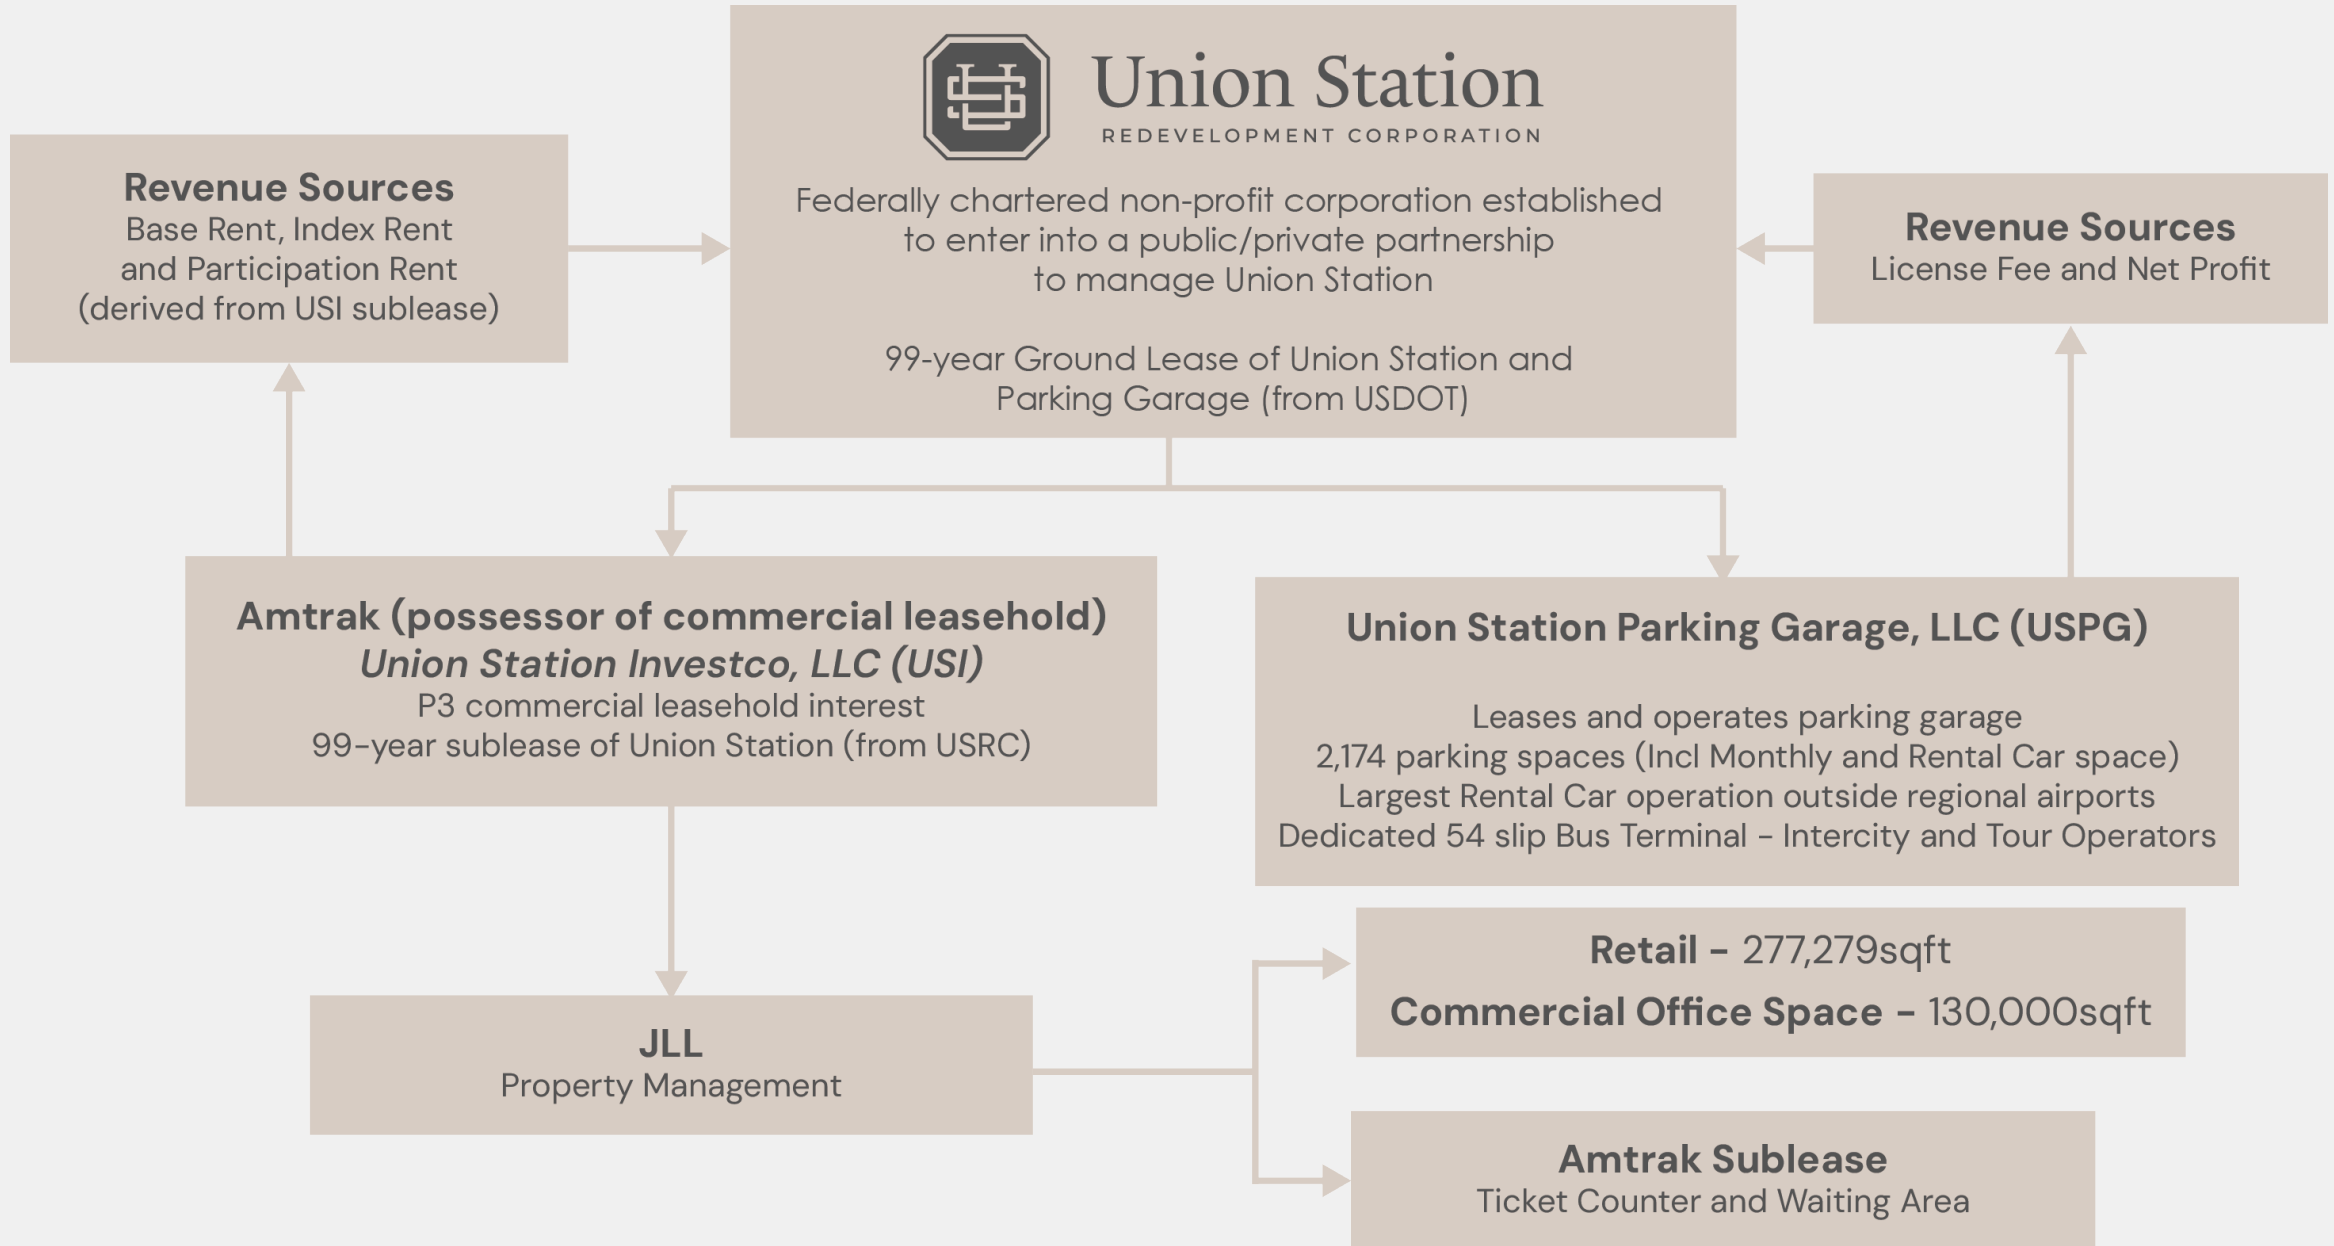 Union Station
REDEVELOPMENT CORPORATION
Federally chartered non-profit corporation established
to enter into a public/private partnership
to manage Union Station
99-year Ground Lease of Union Station and
Parking Garage (from USDOT)
Revenue Sources
Base Rent, Index Rent
and Participation Rent
(derived from USI sublease)
Revenue Sources
License Fee and Net Profit
Amtrak (possessor of commercial leasehold)
Union Station Investco, LLC (USI)
P3 commercial leasehold interest
99-year sublease of Union Station (from USRC)
Union Station Parking Garage, LLC (USPG)
Leases and operates parking garage
2,174 parking spaces (Incl Monthly and Rental Car space)
Largest Rental Car operation outside regional airports
Dedicated 54 slip Bus Terminal - Intercity and Tour Operators
JLL
Property Management
Retail - 277,279sqft
Commercial Office Space - 130,000sqft
Amtrak Sublease
Ticket Counter and Waiting Area